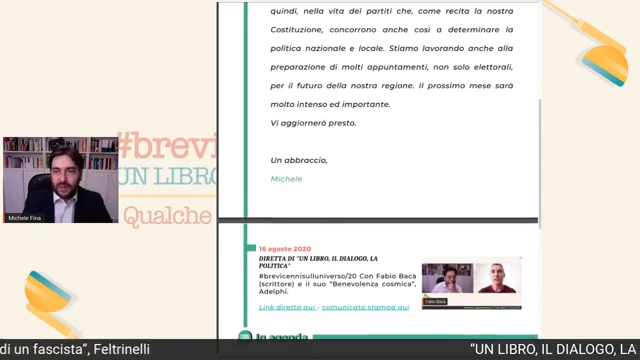 quindi, nella vita dei partiti che, come recita la nostra
Costituzione, concorrono anche così a determinare la
politica nazionale e locale. Stiamo lavorando anche alla
preparazione di molti appuntamenti, non solo elettorali,
per il futuro della nostra regione. Il prossimo mese sarà
molto intenso ed importante.
Vi aggiornerò presto.
Un abbraccio,
Michele
#brevi
UN LIBRO
Qualche
Michele Fina
16 agosto 2020
DIRETTA DI "UN LIBRO, IL DIALOGO, LA
POLITICA"
#brevicennisulluniverso/20 Con Fabio Bacà
(scrittore) e il suo "Benevolenza cosmica",
Adelphi.
Link diretta qui - comunicato stampa qui
Fabio Bacà
In agenda
di un fascista”, Feltrinelli
“UN LIBRO, IL DIALOGO, LA